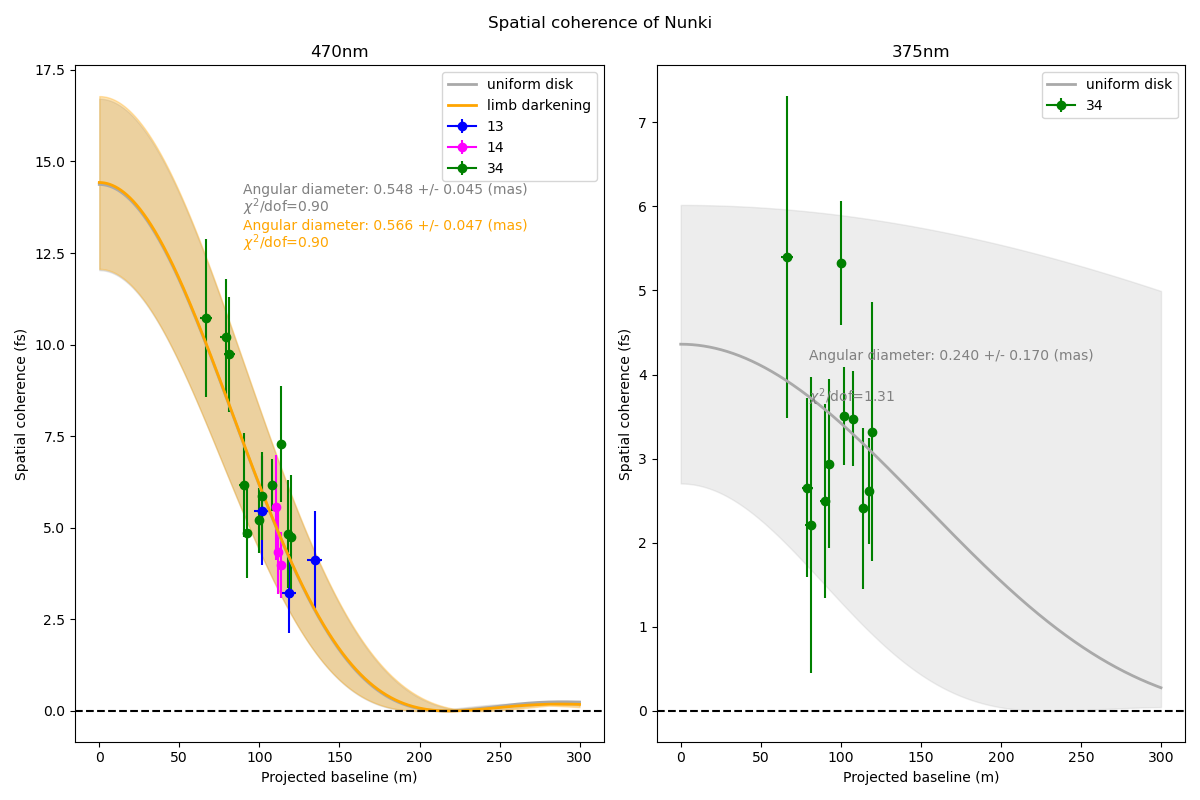 Spatial coherence of Nunki
470nm
17.5
15.0
12.5
10.0
7.5
5.0
2.5
0.0
Spatial coherence (fs)
uniform disk
limb darkening
13
14
34
Angular diameter: 0.548 +/- 0.045 (mas)
χ²/dof=0.90
Angular diameter: 0.566 +/- 0.047 (mas)
χ²/dof=0.90
0 50 100 150 200 250 300
Projected baseline (m)
375nm
7
6
5
4
3
2
1
0
Spatial coherence (fs)
uniform disk
34
Angular diameter: 0.240 +/- 0.170 (mas)
χ²/dof=1.31
0 50 100 150 200 250 300
Projected baseline (m)